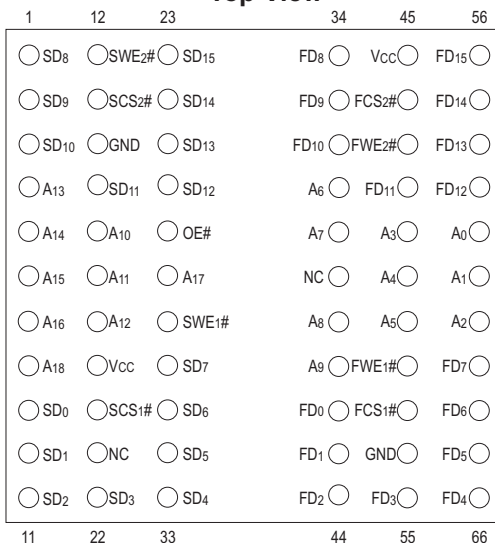 1 12 23 34 45 56
SD8 SWE2# SD15 FD8 VCC FD15
SD9 SCS2# SD14 FD9 FCS2# FD14
SD10 GND SD13 FD10 FWE2# FD13
A13 SD11 SD12 A6 FD11 FD12
A14 A10 OE# A7 A3 A0
A15 A11 A17 NC A4 A1
A16 A12 SWE1# A8 A5 A2
A18 VCC SD7 A9 FWE1# FD7
SD0 SCS1# SD6 FD0 FCS1# FD6
SD1 NC SD5 FD1 GND FD5
SD2 SD3 SD4 FD2 FD3 FD4
11 22 33 44 55 66